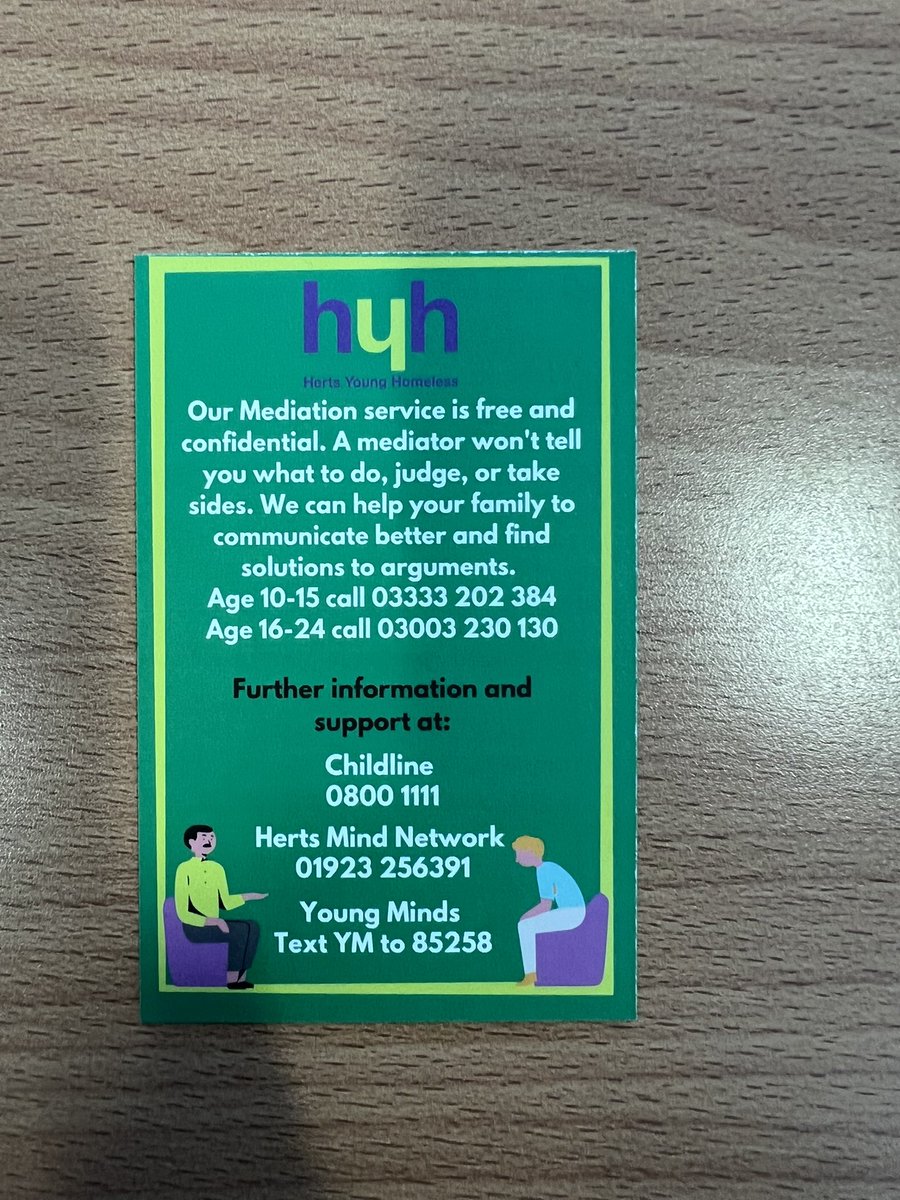 hyh
Herts Young Homeless
Our Mediation service is free and
confidential. A mediator won't tell
you what to do, judge, or take
sides. We can help your family to
communicate better and find
solutions to arguments.
Age 10-15 call 03333 202 384
Age 16-24 call 03003 230 130
Further information and
support at:
Childline
0800 1111
Herts Mind Network
01923 256391
Young Minds
Text YM to 85258